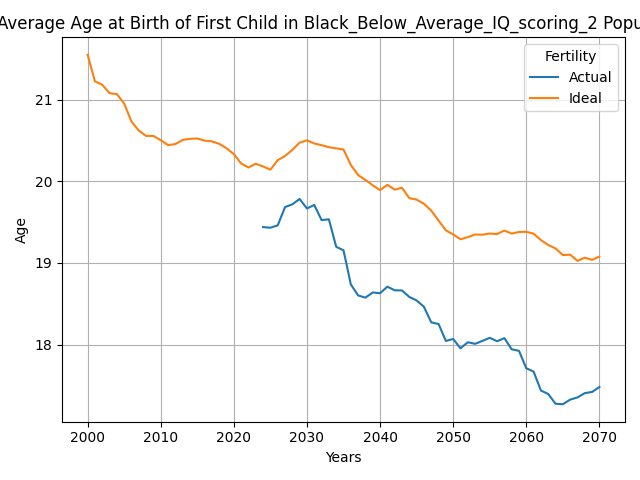 Average Age at Birth of First Child in Black_Below_Average_IQ_scoring_2
Fertility
Actual
Ideal
21
20
19
18
Age
2000 2010 2020 2030 2040 2050 2060 2070
Years